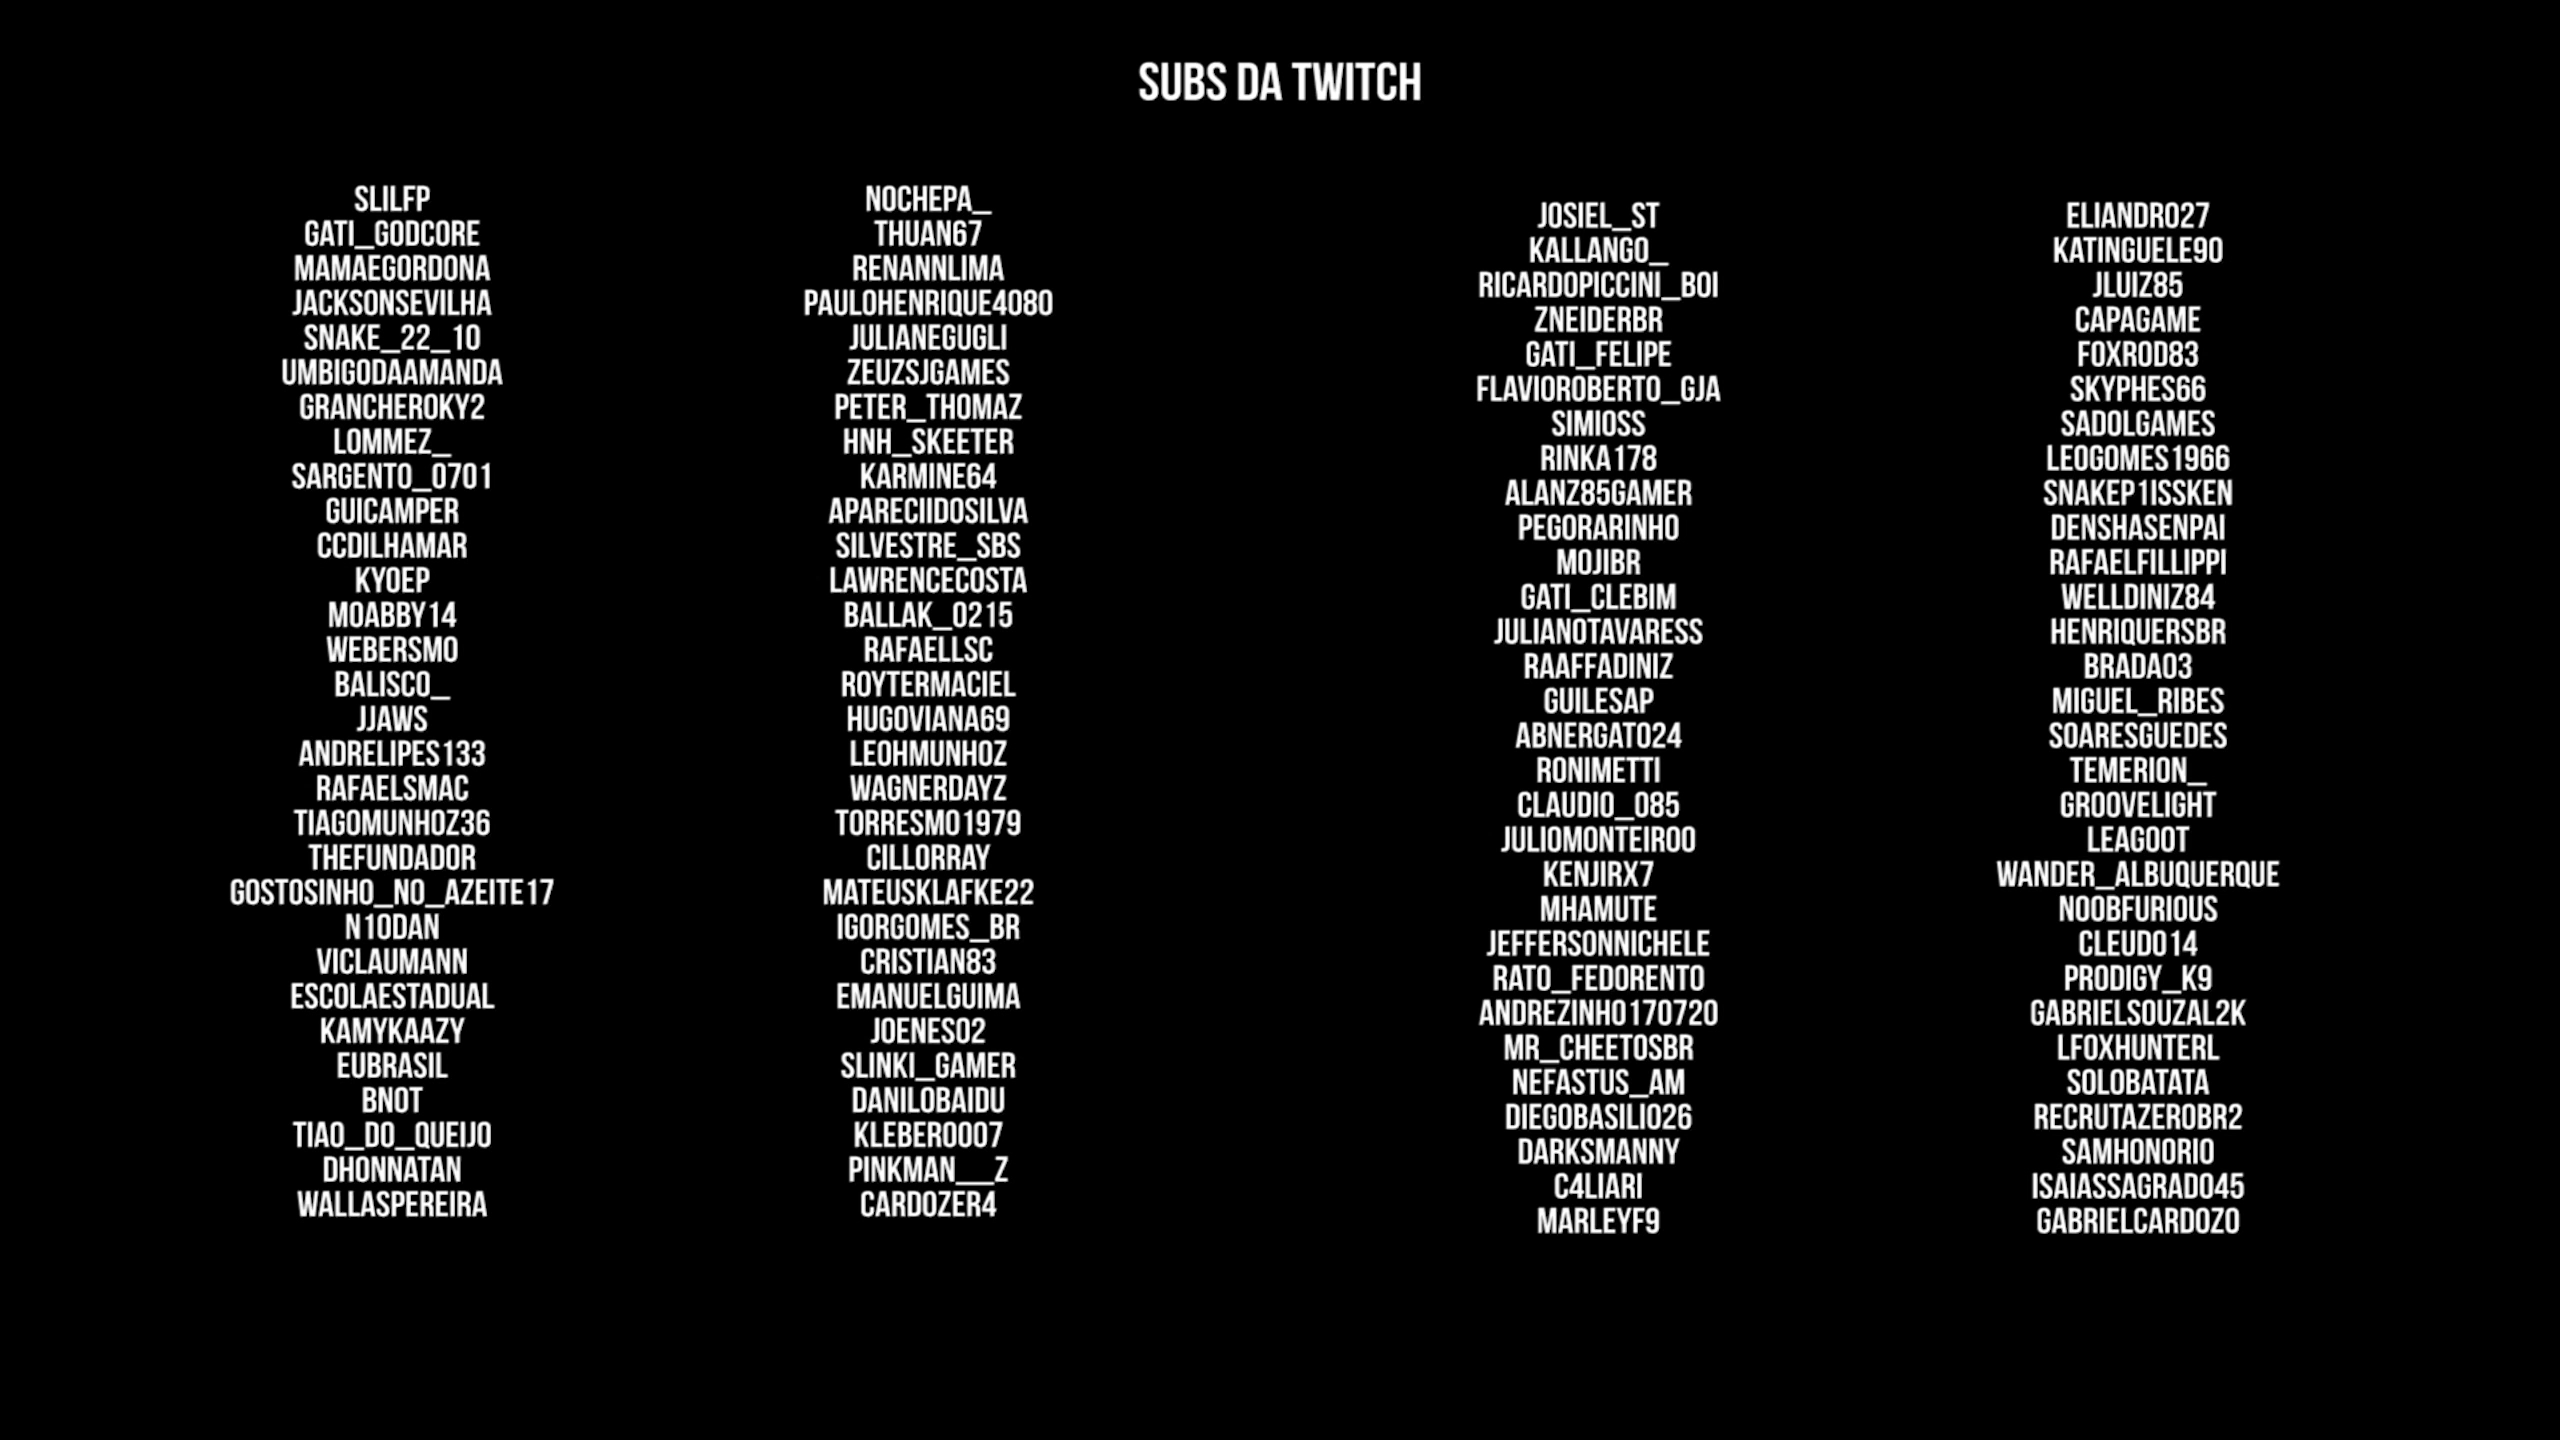 SUBS DA TWITCH
SLILFP
GATI_GODCORE
MAMAEGORDONA
JACKSONSEVILHA
SNAKE_22_10
UMBIGODAAMANDA
GRANCHEROKY2
LOMMEZ_
SARGENTO_0701
GUICAMPER
CCDILHAMAR
KYOEP
MOABBY14
WEBERSMO
BALISCO_
JJAWS
ANDRELIPES133
RAFAELSMAC
TIAGOMUNHOZ36
THEFUNDADOR
GOSTOSINHO_NO_AZEITE17
N10DAN
VICLAUMANN
ESCOLAESTADUAL
KAMYKAAZY
EUBRASIL
BNOT
TIAO_DO_QUEIJO
DHONNATAN
WALLASPEREIRA
NOCHEPA_
THUAN67
RENANNLIMA
PAULOHENRIQUE4080
JULIANEGUGLI
ZEUZSJGAMES
PETER_THOMAZ
HNH_SKEETER
KARMINE64
APARECIIDOSILVA
SILVESTRE_SBS
LAWRENCECOSTA
BALLAK_0215
RAFAELLSC
ROYTERMACIEL
HUGOVIANA69
LEOHMUNHOZ
WAGNERDAYZ
TORRESMO1979
CILLORRAY
MATEUSKLAFKE22
IGORGOMES_BR
CRISTIAN83
EMANUELGUIMA
JOENES02
SLINKI_GAMER
DANILOBAIDU
KLEBER0007
PINKMAN__Z
CARDOZER4
JOSIEL_ST
KALLANGO_
RICARDOPICCINI_BOI
ZNEIDERBR
GATI_FELIPE
FLAVIOROBERTO_GJA
SIMIOSS
RINKA178
ALANZ85GAMER
PEGORARINHO
MOJIBR
GATI_CLEBIM
JULIANOTAVARESS
RAAFFADINIZ
GUILESAP
ABNERGATO24
RONIMETTI
CLAUDIO_085
JULIOMONTEIROO
KENJIRX7
MHAMUTE
JEFFERSONNICHELE
RATO_FEDORENTO
ANDREZINHO170720
MR_CHEETOSBR
NEFASTUS_AM
DIEGOBASILIO26
DARKSMANNY
C4LIARI
MARLEYF9
ELIANDRO27
KATINGUELE90
JLUIZ85
CAPAGAME
FOXROD83
SKYPHES66
SADOLGAMES
LEOGOMES1966
SNAKEP1ISSKEN
DENSHASENPAI
RAFAELFILLIPPI
WELLDINIZ84
HENRIQUERSBR
BRADA03
MIGUEL_RIBES
SOARESGUEDES
TEMERION_
GROOVELIGHT
LEAGOOT
WANDER_ALBUQUERQUE
NOOBFURIOUS
CLEUDO14
PRODIGY_K9
GABRIELSOUZAL2K
LFOXHUNTERL
SOLOBATATA
RECRUTAZEROBR2
SAMHONORIO
ISAIASSAGRADO45
GABRIELCARDOZO